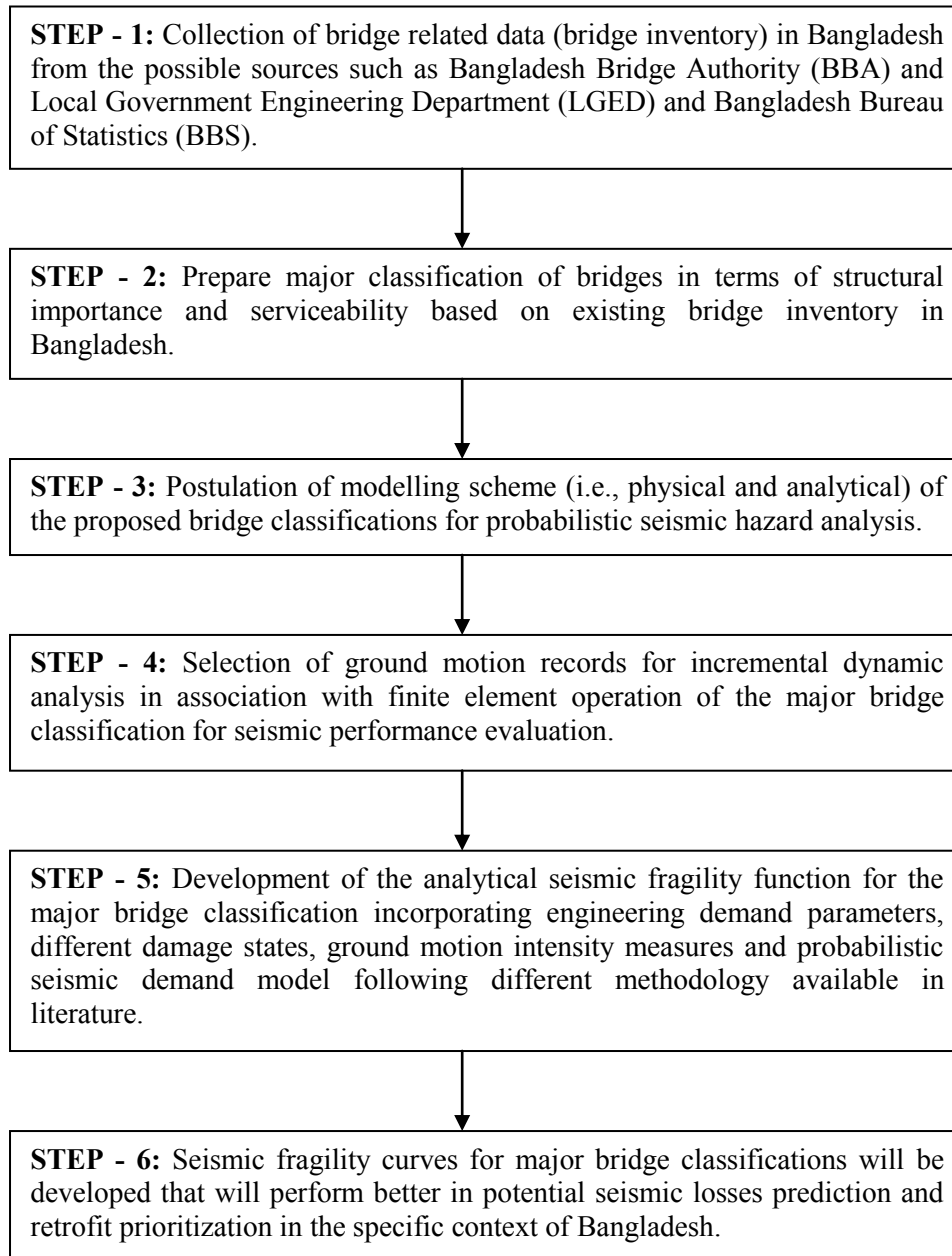 STEP - 1: Collection of bridge related data (bridge inventory) in Bangladesh
from the possible sources such as Bangladesh Bridge Authority (BBA) and
Local Government Engineering Department (LGED) and Bangladesh Bureau
of Statistics (BBS).
STEP - 2: Prepare major classification of bridges in terms of structural
importance and serviceability based on existing bridge inventory in
Bangladesh.
STEP - 3: Postulation of modelling scheme (i.e., physical and analytical) of
the proposed bridge classifications for probabilistic seismic hazard analysis.
STEP - 4: Selection of ground motion records for incremental dynamic
analysis in association with finite element operation of the major bridge
classification for seismic performance evaluation.
STEP - 5: Development of the analytical seismic fragility function for the
major bridge classification incorporating engineering demand parameters,
different damage states, ground motion intensity measures and probabilistic
seismic demand model following different methodology available in
literature.
STEP - 6: Seismic fragility curves for major bridge classifications will be
developed that will perform better in potential seismic losses prediction and
retrofit prioritization in the specific context of Bangladesh.